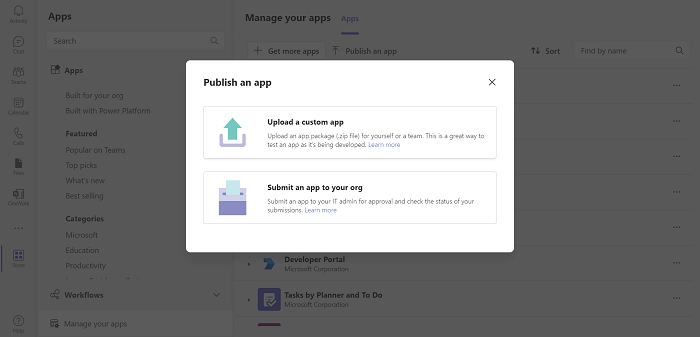 Activity
Chat
Teams
Calendar
Calls
Files
OneNote
Help
Apps
Search
Apps
Built for your org
Built with Power Platform
Featured
Popular on Teams
Top picks
What's new
Best selling
Categories
Microsoft
Education
Productivity
Workflows
Manage your apps
Manage your apps Apps
Get more apps Publish an app Sort Find by name
Publish an app
Upload a custom app
Upload an app package (.zip file) for yourself or a team. This is a great way to
test an app as it's being developed. Learn more
Submit an app to your org
Submit an app to your IT admin for approval and check the status of your
submissions. Learn more
Developer Portal
Microsoft Corporation
Tasks by Planner and To Do
Microsoft Corporation